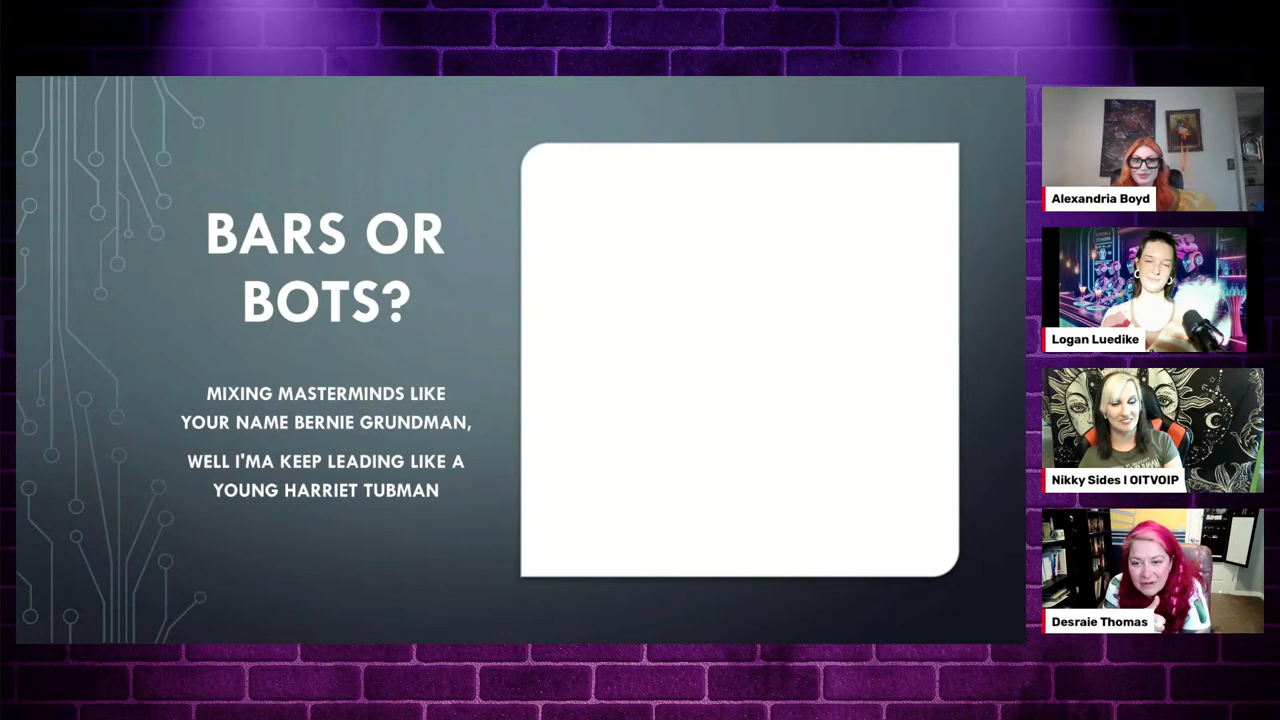 BARS OR
BOTS?
MIXING MASTERMINDS LIKE
YOUR NAME BERNIE GRUNDMAN,
WELL I'MA KEEP LEADING LIKE A
YOUNG HARRIET TUBMAN
Alexandria Boyd
Logan Luedike
Nikky Sides I OITVOIP
Desraie Thomas